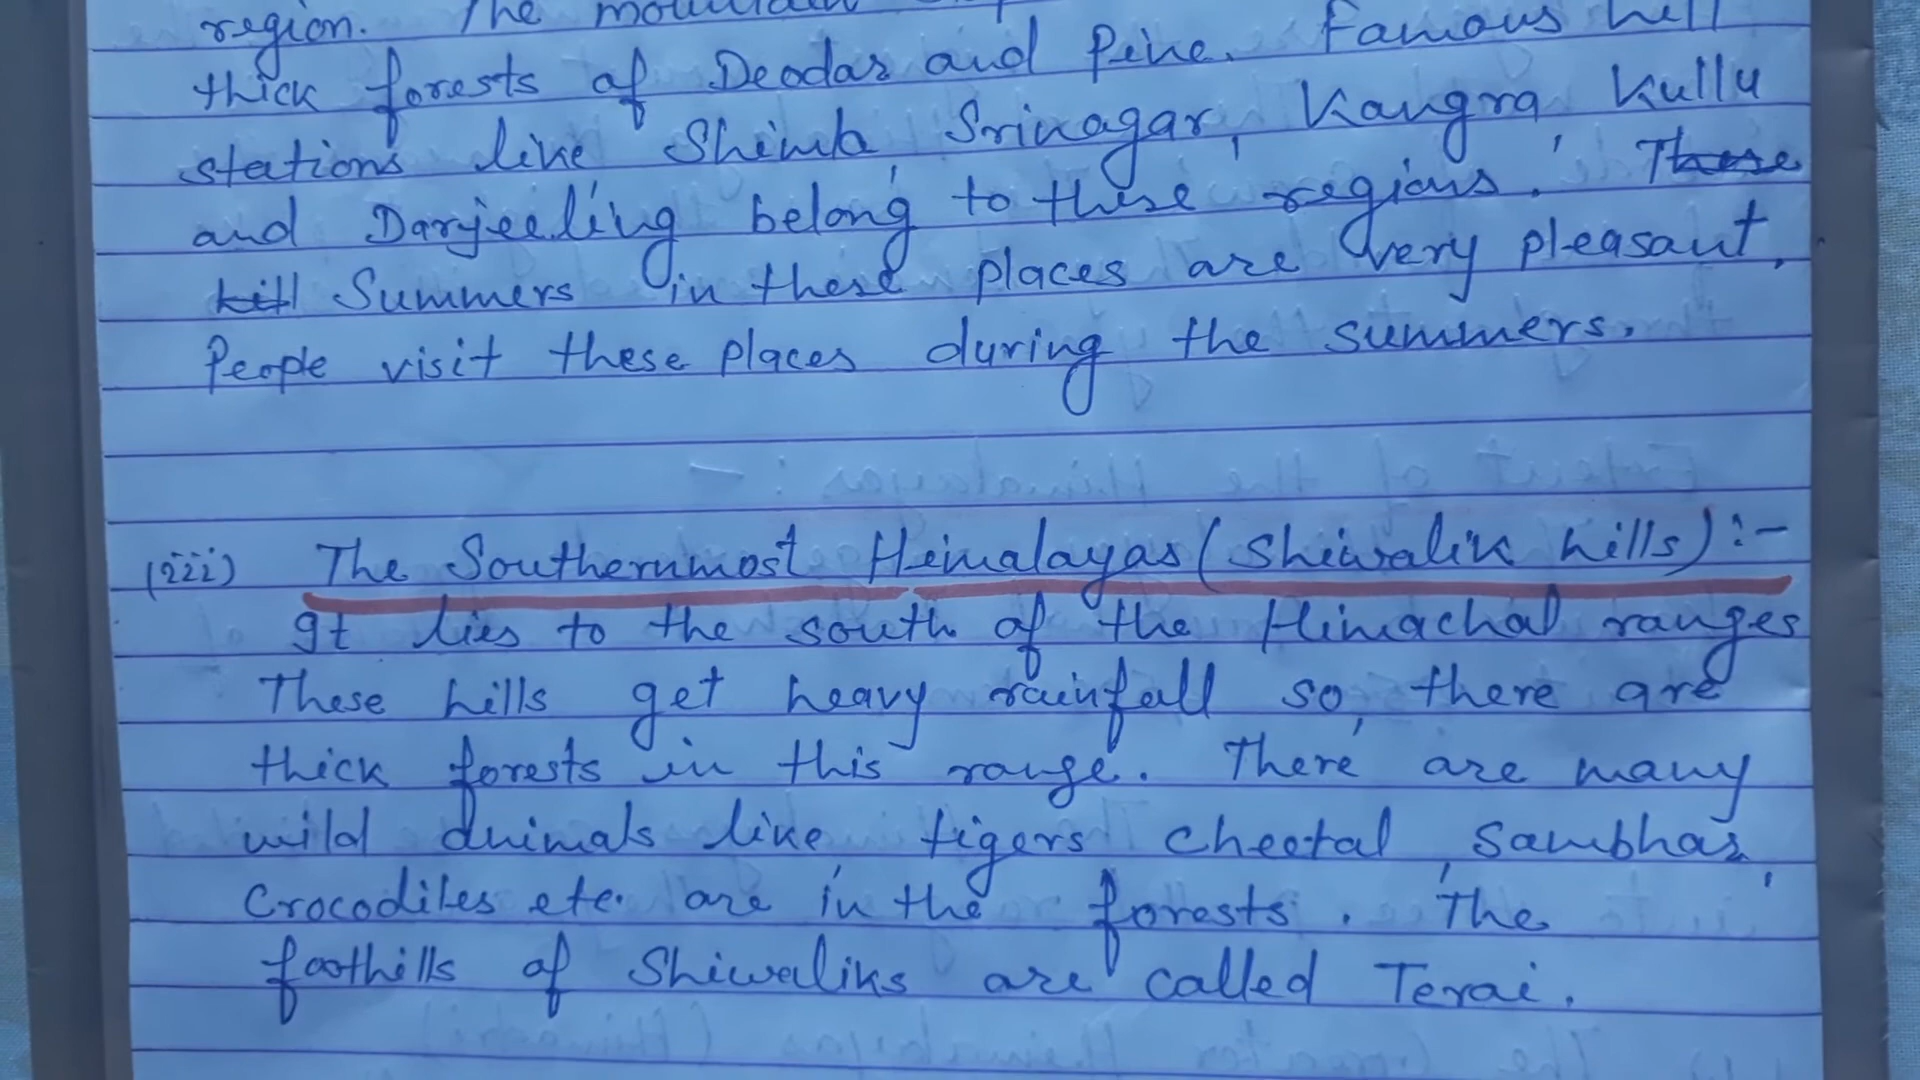 region. The mountain
thick forests of Deodar and Pine. Famous hill
stations like Shimla, Srinagar, Kangra, Kullu
and Darjeeling belong to these regions. These
kill Summers in these places are very pleasant.
People visit these places during the summers.
(iii) The Southernmost Himalayas (Shiwalik hills) :-
It lies to the south of the Himachal ranges
These hills get heavy rainfall so, there are
thick forests in this range. There are many
wild animals like, tigers cheetal, sambhar,
Crocodiles etc. are in the forests. The
foothills of Shiwaliks are called Terai.